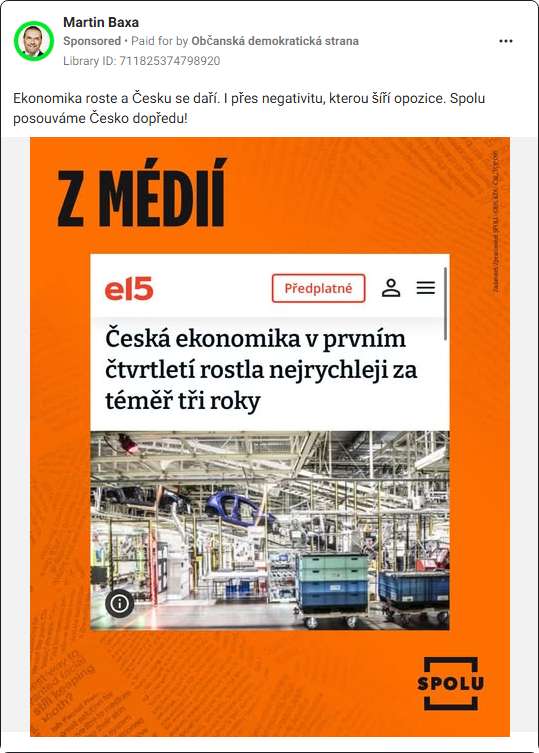 Martin Baxa
Sponsored • Paid for by Občanská demokratická strana
Library ID: 711825374798920
Ekonomika roste a Česku se daří. I přes negativitu, kterou šíří opozice. Spolu
posouváme Česko dopředu!
Z MÉDIÍ
e15
Předplatné
Česká ekonomika v prvním
čtvrtletí rostla nejrychleji za
téměř tři roky
SPOLU